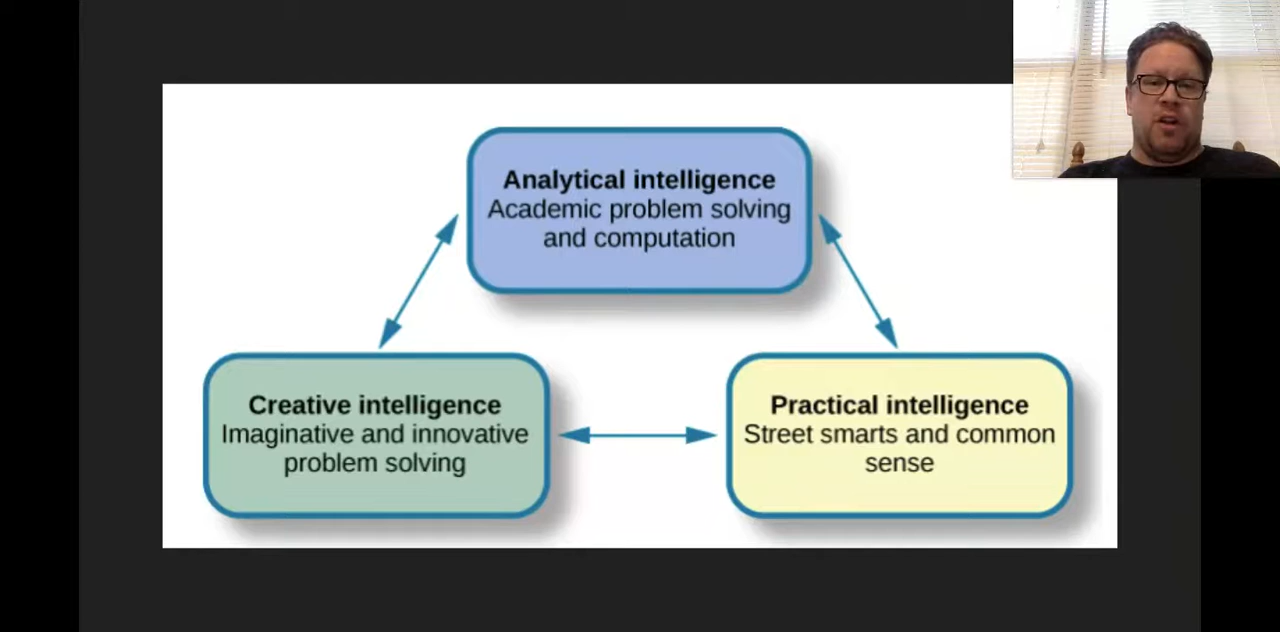 Analytical intelligence
Academic problem solving
and computation
Creative intelligence
Imaginative and innovative
problem solving
Practical intelligence
Street smarts and common
sense